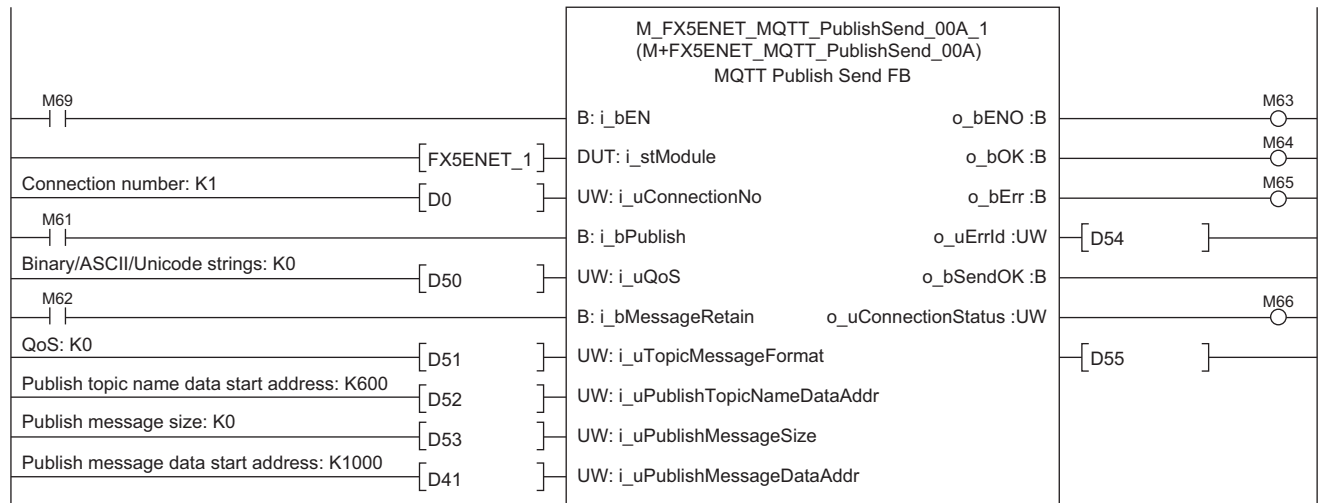 M_FX5ENET_MQTT_PublishSend_00A_1
(M+FX5ENET_MQTT_PublishSend_00A)
MQTT Publish Send FB
M69
B: i_bEN
o_bENO :B
M63
FX5ENET_1
DUT: i_stModule
o_bOK :B
M64
Connection number: K1
D0
UW: i_uConnectionNo
o_bErr :B
M65
M61
B: i_bPublish
o_uErrId :UW
D54
Binary/ASCII/Unicode strings: K0
D50
UW: i_uQoS
o_bSendOK :B
M62
B: i_bMessageRetain
o_uConnectionStatus :UW
M66
QoS: K0
D51
UW: i_uTopicMessageFormat
D55
Publish topic name data start address: K600
D52
UW: i_uPublishTopicNameDataAddr
Publish message size: K0
D53
UW: i_uPublishMessageSize
Publish message data start address: K1000
D41
UW: i_uPublishMessageDataAddr